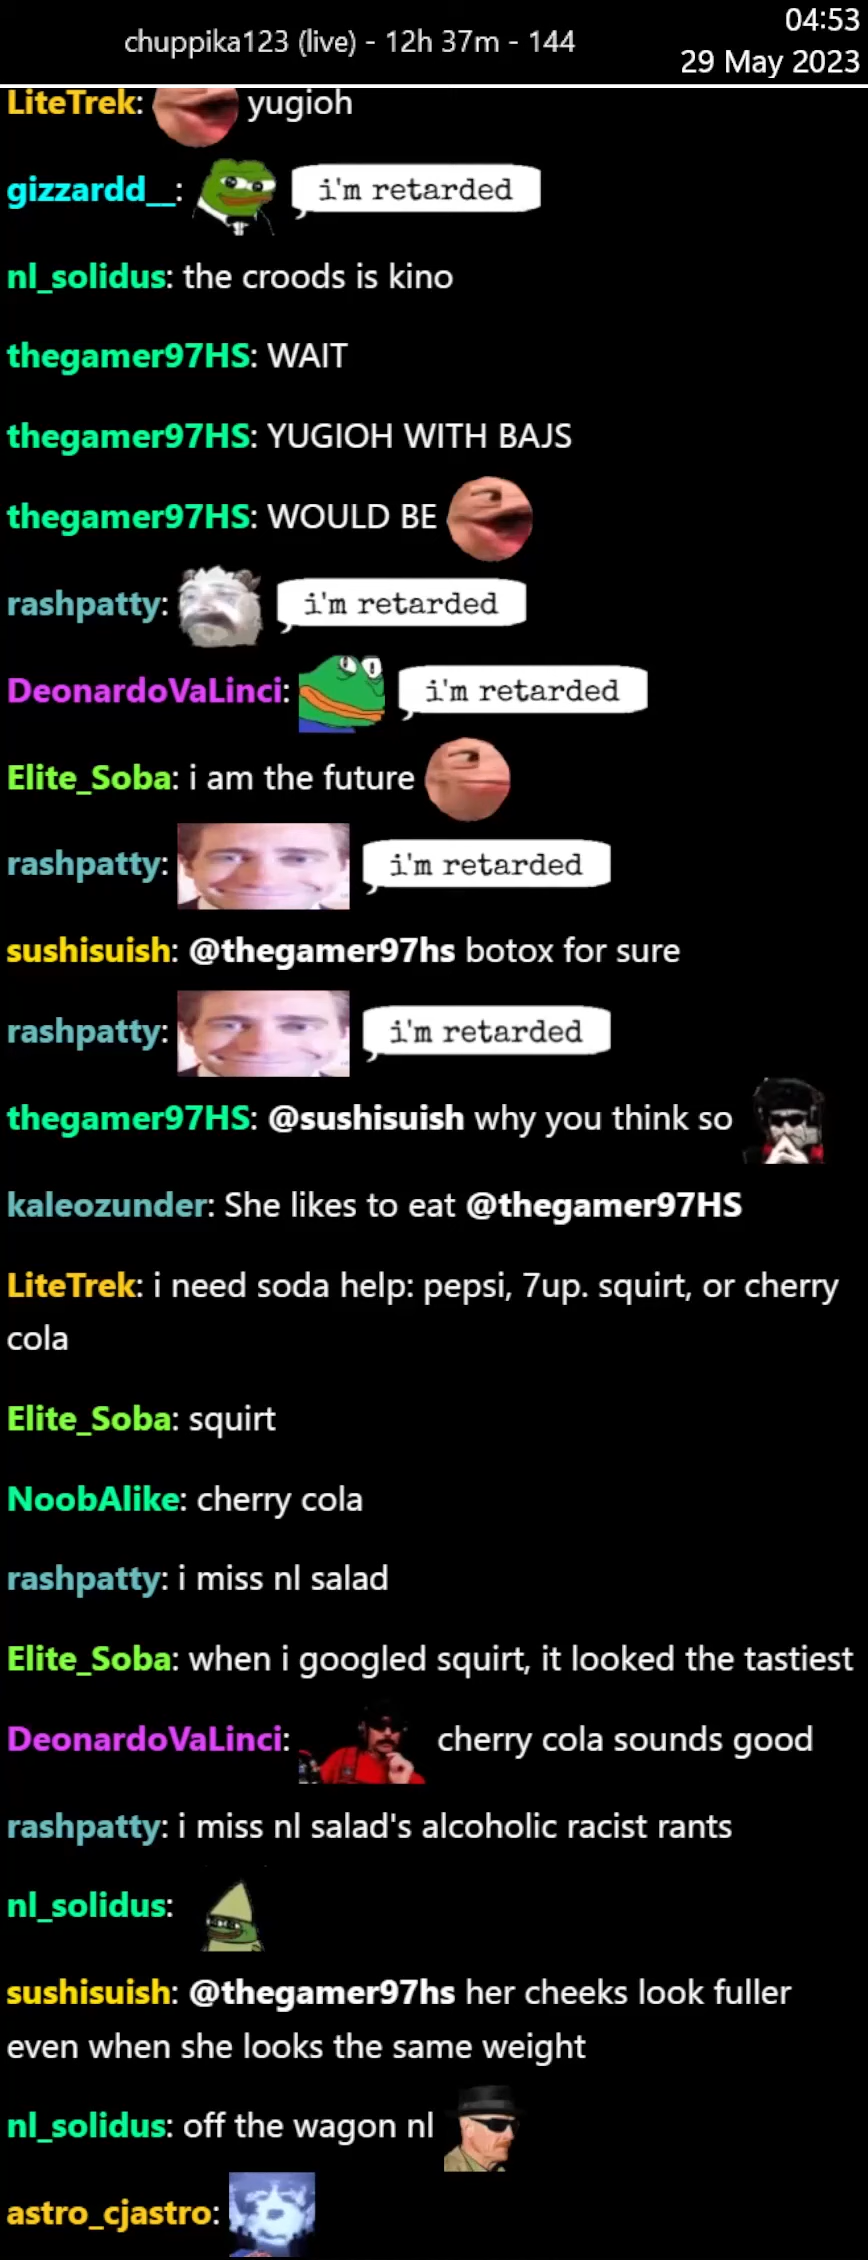 04:53
chuppika123 (live) - 12h 37m - 144
29 May 2023
LiteTrek: yugioh
gizzardd__: i'm retarded
nl_solidus: the croods is kino
thegamer97HS: WAIT
thegamer97HS: YUGIOH WITH BAJS
thegamer97HS: WOULD BE
rashpatty: i'm retarded
DeonardoVaLinci: i'm retarded
Elite_Soba: i am the future
rashpatty: i'm retarded
sushisuish: @thegamer97hs botox for sure
rashpatty: i'm retarded
thegamer97HS: @sushisuish why you think so
kaleozunder: She likes to eat @thegamer97HS
LiteTrek: i need soda help: pepsi, 7up. squirt, or cherry
cola
Elite_Soba: squirt
NoobAlike: cherry cola
rashpatty: i miss nl salad
Elite_Soba: when i googled squirt, it looked the tastiest
DeonardoVaLinci: cherry cola sounds good
rashpatty: i miss nl salad's alcoholic racist rants
nl_solidus:
sushisuish: @thegamer97hs her cheeks look fuller
even when she looks the same weight
nl_solidus: off the wagon nl
astro_cjastro: